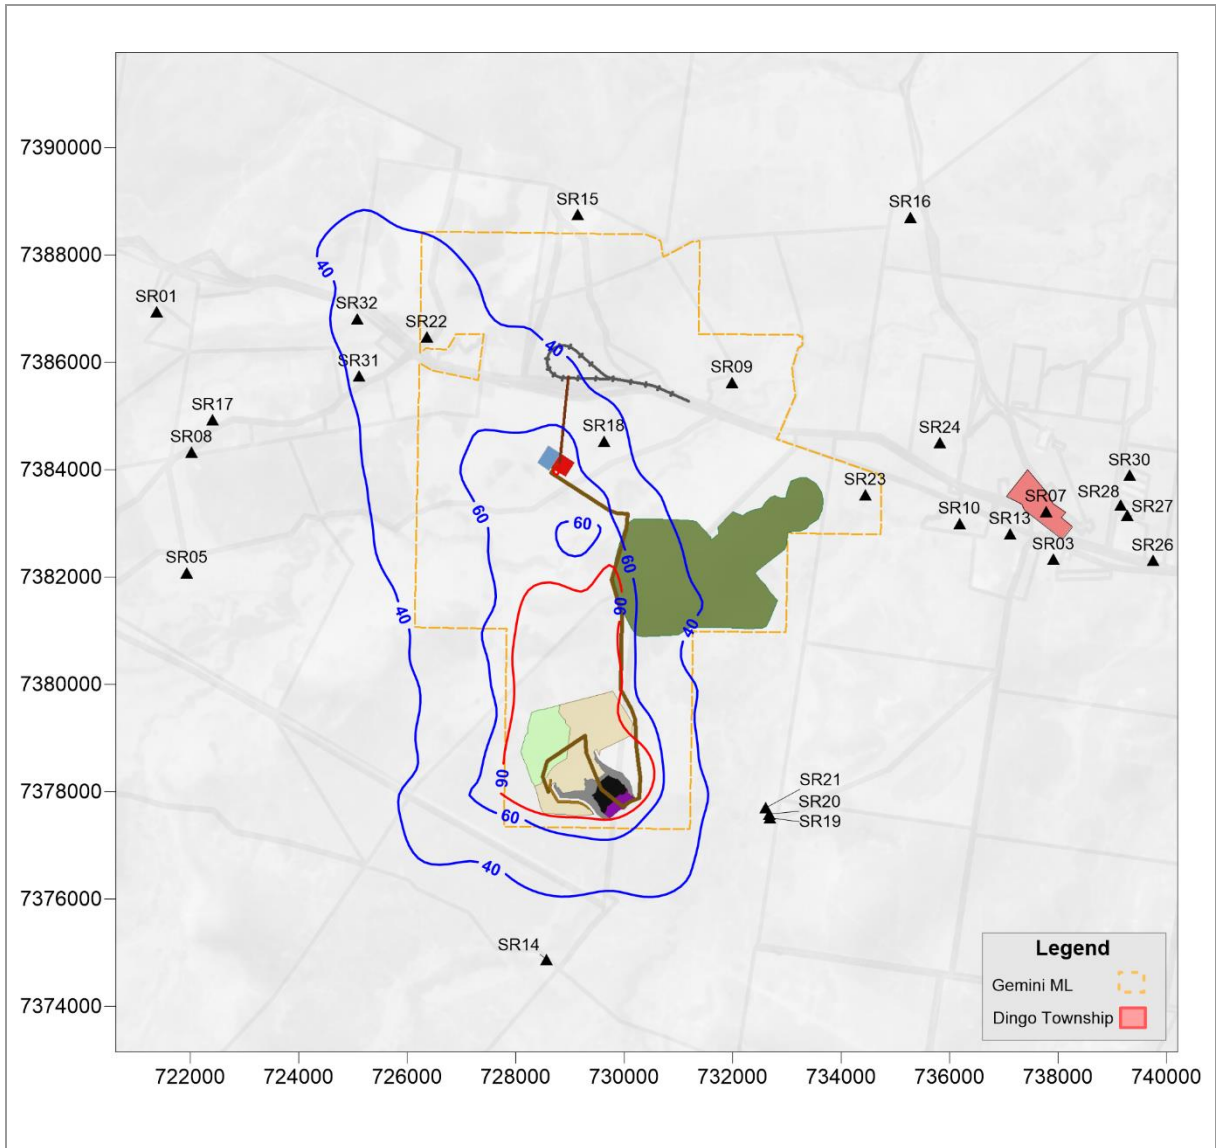 7390000
7388000
7386000
7384000
7382000
7380000
7378000
7376000
7374000
722000 724000 726000 728000 730000 732000 734000 736000 738000 740000
SR15
SR16
SR01
SR32
SR22
SR31
SR09
SR17
SR08
SR18
SR24
SR23
SR30
SR28
SR07
SR27
SR10
SR13
SR03
SR26
SR05
SR21
SR20
SR19
SR14
40
40
60
60
60
90
40
40
90
60
40
Legend
Gemini ML
Dingo Township